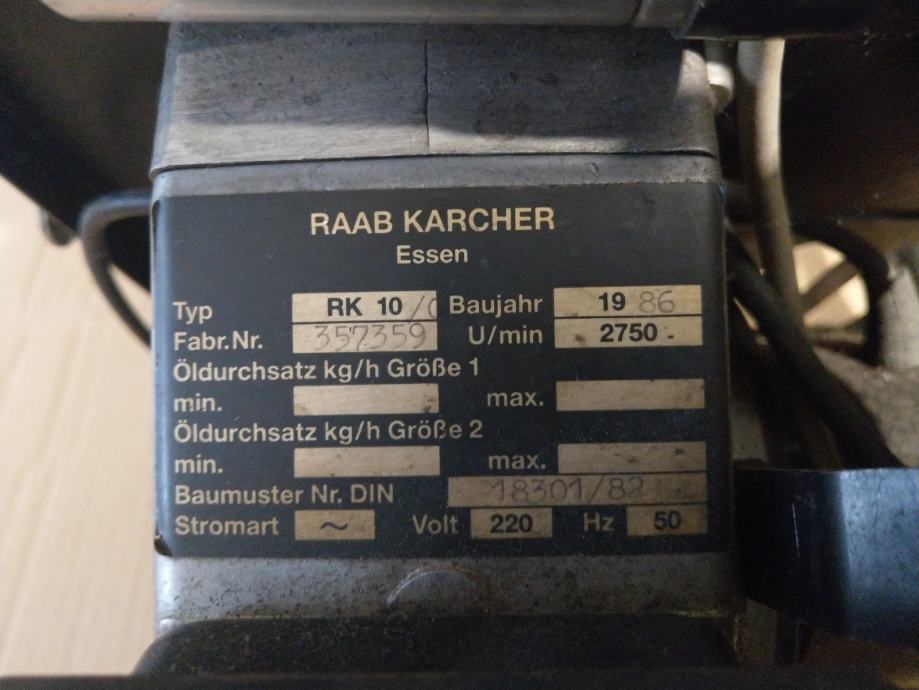 RAAB KARCHER
Essen
Typ RK 10/ Baujahr 19 86
Fabr.Nr. 357359 U/min 2750
Öldurchsatz kg/h Größe 1
min. max.
Öldurchsatz kg/h Größe 2
min. max.
Baumuster Nr. DIN 18301/82
Stromart ~ Volt 220 Hz 50